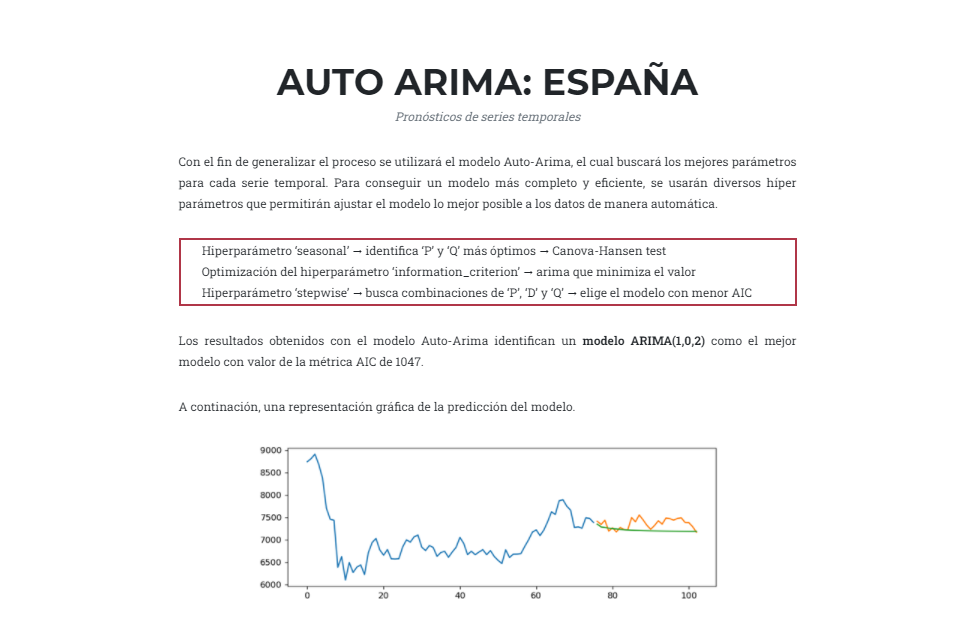 AUTO ARIMA: ESPAÑA
Pronósticos de series temporales
Con el fin de generalizar el proceso se utilizará el modelo Auto-Arima, el cual buscará los mejores parámetros
para cada serie temporal. Para conseguir un modelo más completo y eficiente, se usarán diversos híper
parámetros que permitirán ajustar el modelo lo mejor posible a los datos de manera automática.
Hiperparámetro ‘seasonal’ → identifica ‘P’ y ‘Q’ más óptimos → Canova-Hansen test
Optimización del hiperparámetro ‘information_criterion’ → arima que minimiza el valor
Hiperparámetro ‘stepwise’ → busca combinaciones de ‘P’, ‘D’ y ‘Q’ → elige el modelo con menor AIC
Los resultados obtenidos con el modelo Auto-Arima identifican un modelo ARIMA(1,0,2) como el mejor
modelo con valor de la métrica AIC de 1047.
A continación, una representación gráfica de la predicción del modelo.
9000
8500
8000
7500
7000
6500
6000
0 20 40 60 80 100